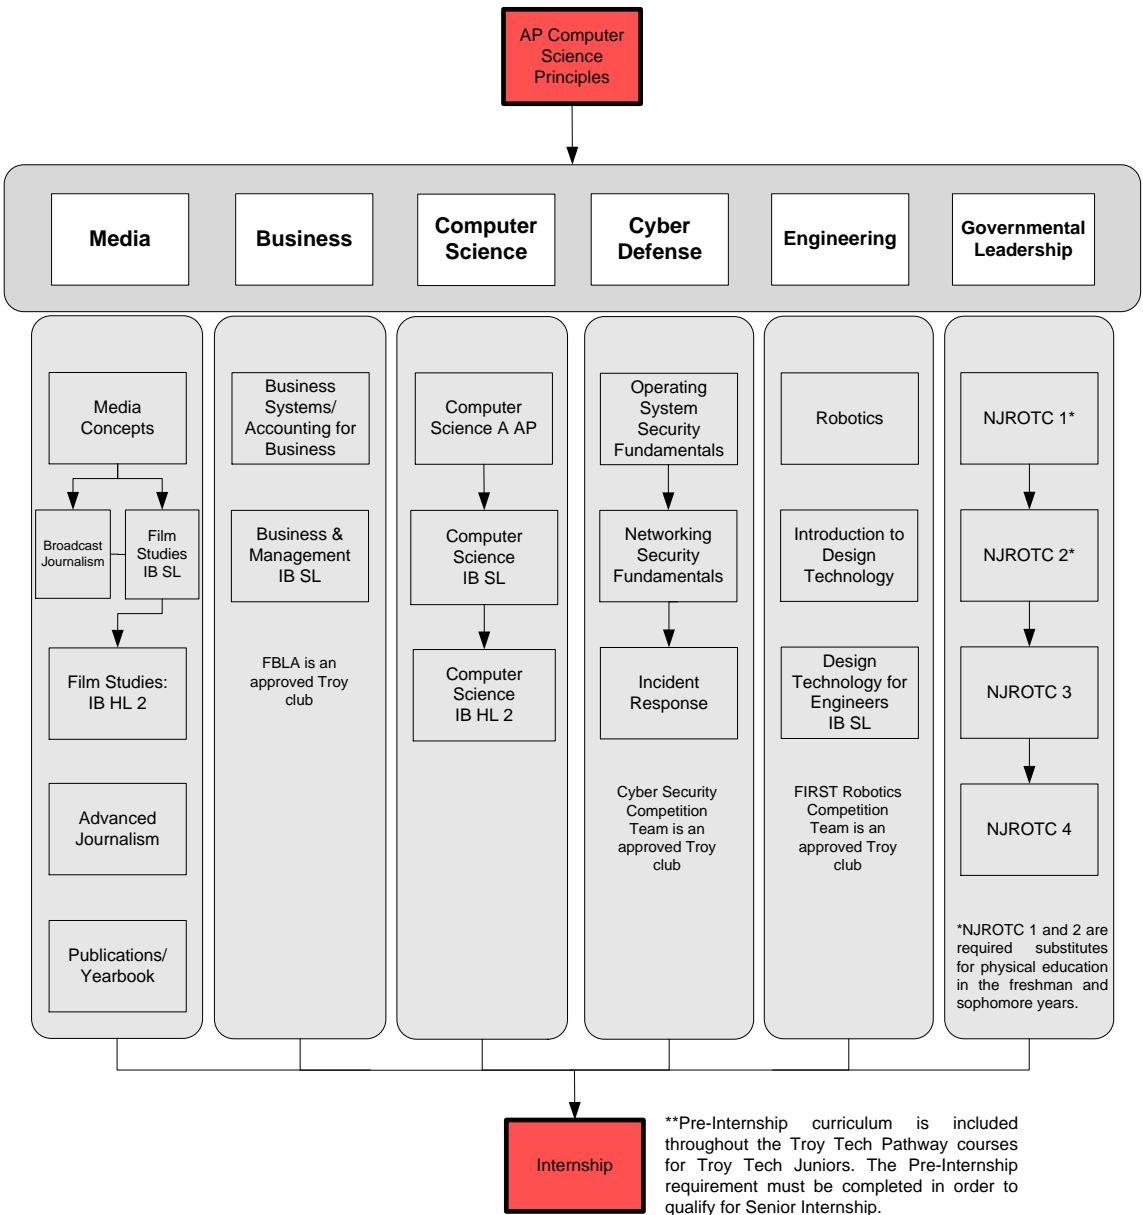 AP Computer
Science
Principles
Media
Business
Computer
Science
Cyber
Defense
Engineering
Governmental
Leadership
Media
Concepts
Broadcast
Journalism
Film
Studies
IB SL
Film Studies:
IB HL 2
Advanced
Journalism
Publications/
Yearbook
Business
Systems/
Accounting for
Business
Business &
Management
IB SL
FBLA is an
approved Troy
club
Computer
Science A AP
Computer
Science
IB SL
Computer
Science
IB HL 2
Operating
System
Security
Fundamentals
Networking
Security
Fundamentals
Incident
Response
Cyber Security
Competition
Team is an
approved Troy
club
Robotics
Introduction to
Design
Technology
Design
Technology for
Engineers
IB SL
FIRST Robotics
Competition
Team is an
approved Troy
club
NJROTC 1*
NJROTC 2*
NJROTC 3
NJROTC 4
*NJROTC 1 and 2 are
required substitutes
for physical education
in the freshman and
sophomore years.
Internship
**Pre-Internship curriculum is included
throughout the Troy Tech Pathway courses
for Troy Tech Juniors. The Pre-Internship
requirement must be completed in order to
qualify for Senior Internship.